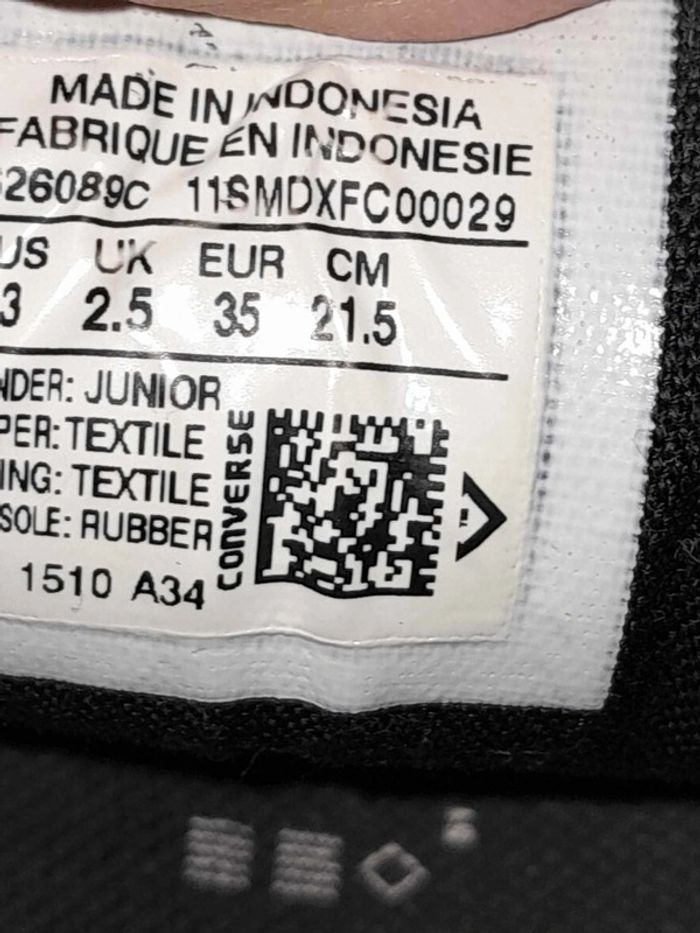 MADE IN INDONESIA
FABRIQUE EN INDONESIE
26089C 11SMDXFC00029
US UK EUR CM
3 2.5 35 21.5
NDER: JUNIOR
PER: TEXTILE
ING: TEXTILE
SOLE: RUBBER
1510 A34
CONVERSE
TM